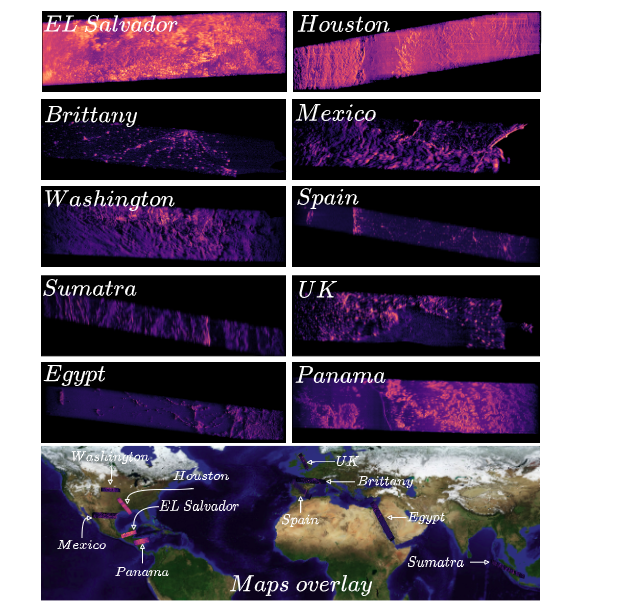 EL Salvador
Houston
Brittany
Mexico
Washington
Spain
Sumatra
UK
Egypt
Panama
Washington
UK
Houston
Brittany
EL Salvador
Spain
Egypt
Mexico
Sumatra
Panama
Maps overlay